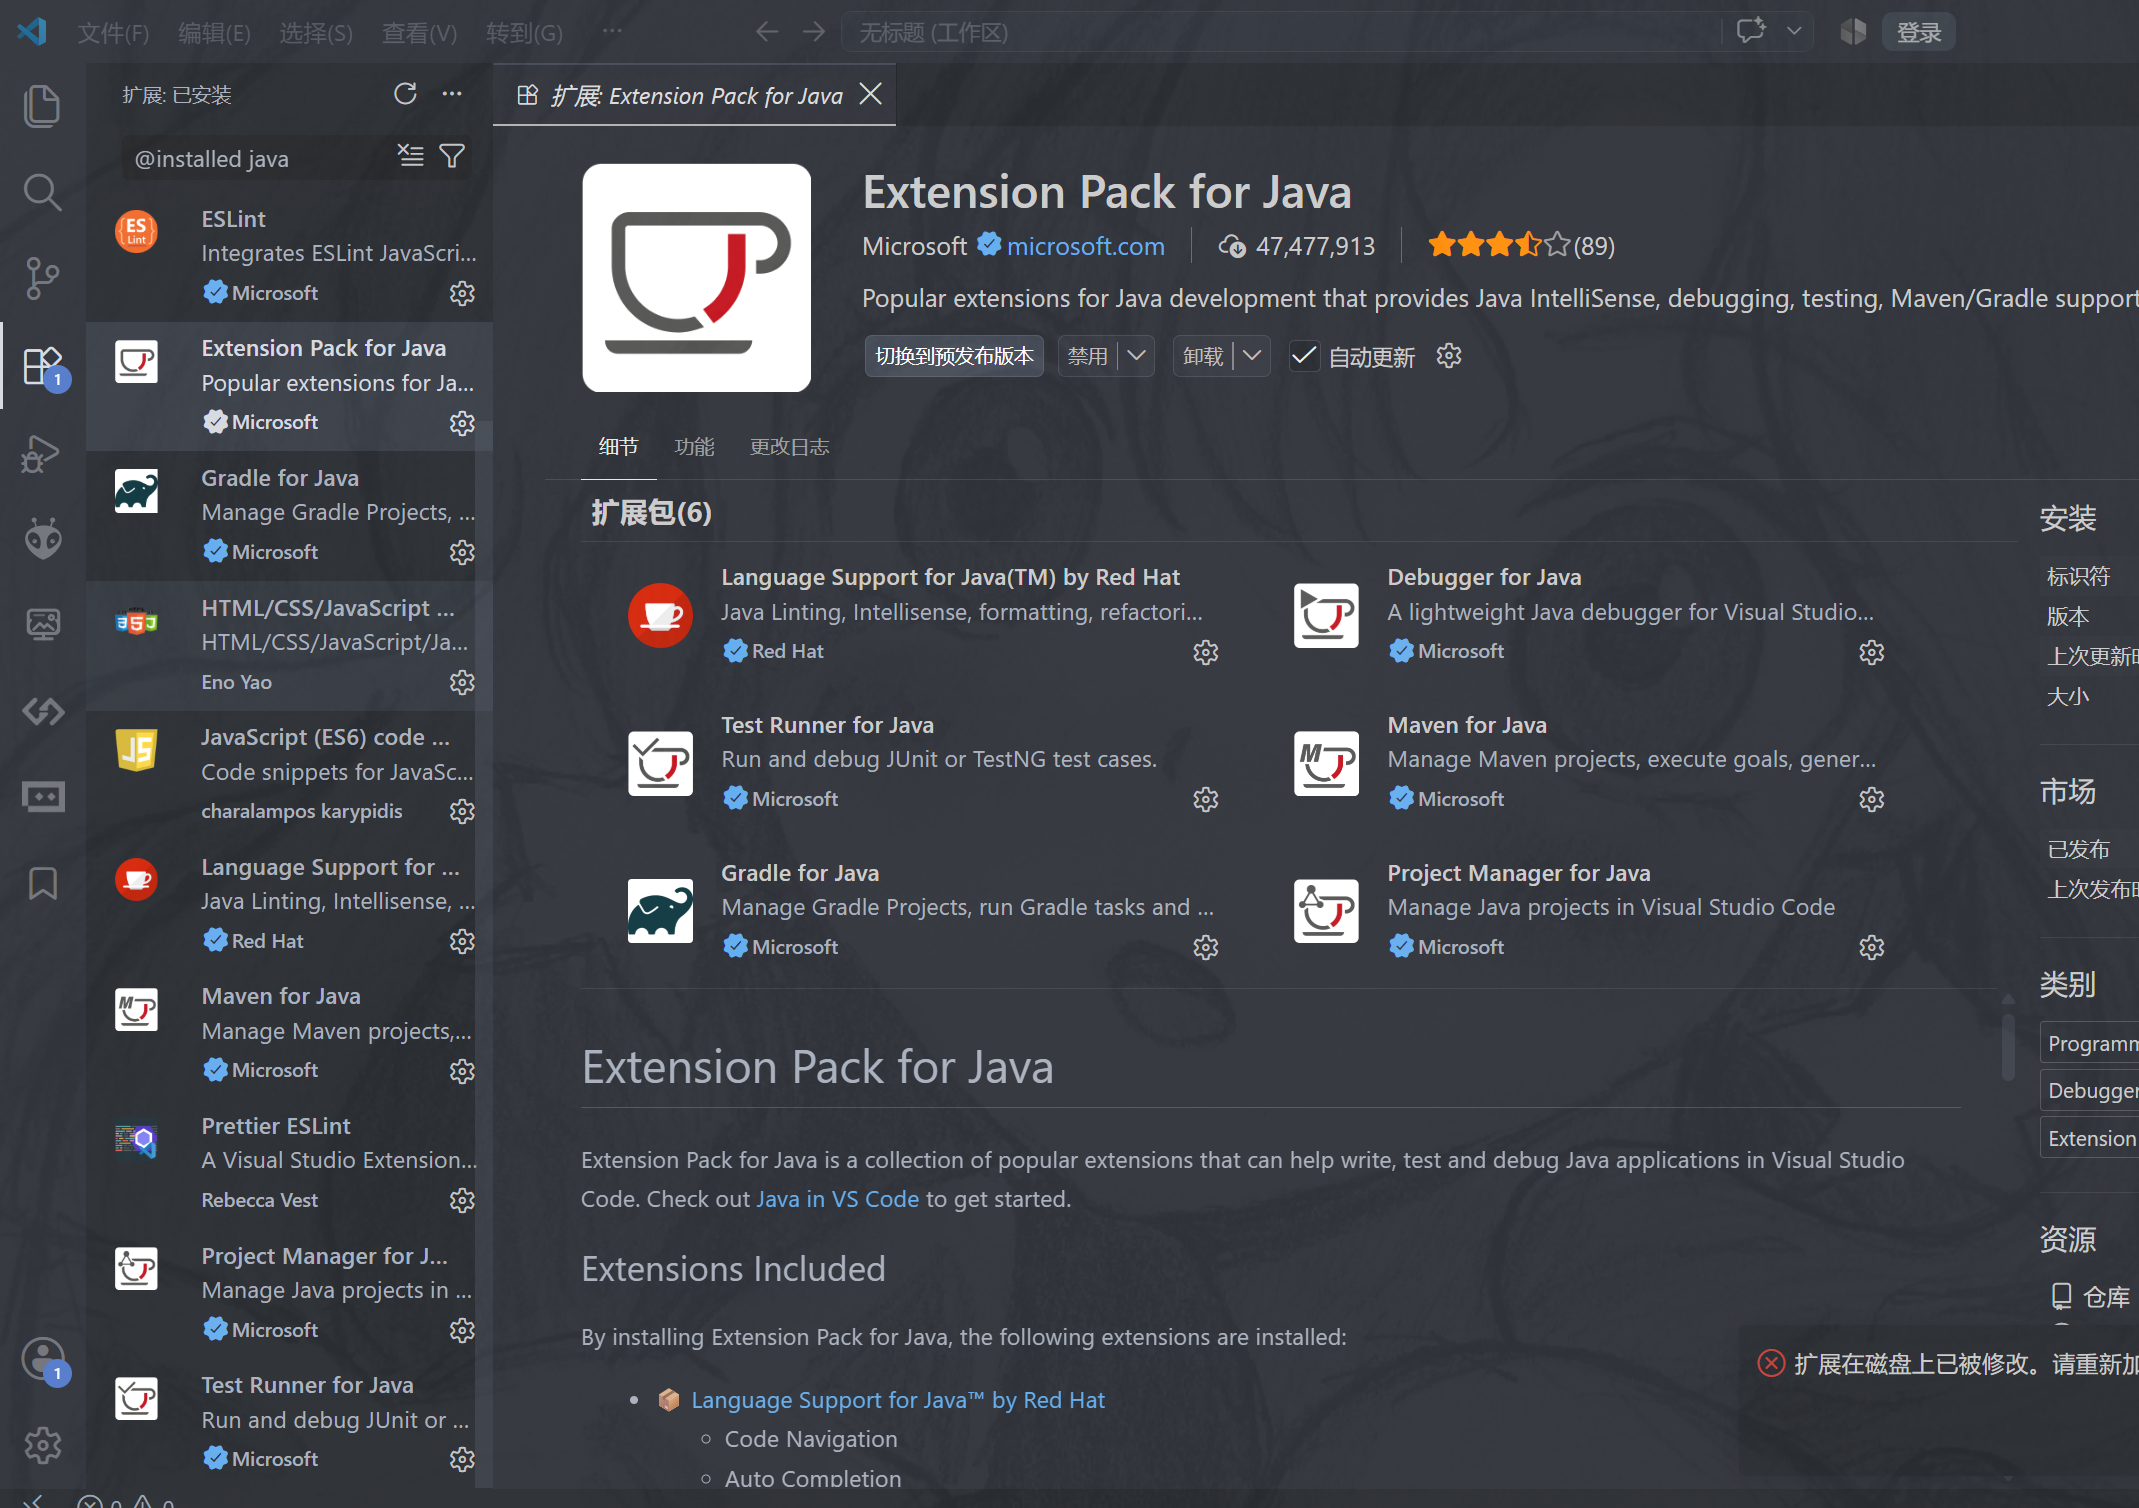 文件(F) 编辑(E) 选择(S) 查看(V) 转到(G) ··· 无标题 (工作区) 登录
扩展: 已安装
@installed java
ESLint
Integrates ESLint JavaScri...
Microsoft
Extension Pack for Java
Popular extensions for Ja...
Microsoft
Gradle for Java
Manage Gradle Projects, ...
Microsoft
HTML/CSS/JavaScript ...
HTML/CSS/JavaScript/Ja...
Eno Yao
JavaScript (ES6) code ...
Code snippets for JavaSc...
charalampos karypidis
Language Support for ...
Java Linting, Intellisense, ...
Red Hat
Maven for Java
Manage Maven projects,...
Microsoft
Prettier ESLint
A Visual Studio Extension...
Rebecca Vest
Project Manager for J...
Manage Java projects in ...
Microsoft
Test Runner for Java
Run and debug JUnit or ...
Microsoft
1
1
扩展: Extension Pack for Java
Extension Pack for Java
Microsoft microsoft.com 47,477,913 (89)
Popular extensions for Java development that provides Java IntelliSense, debugging, testing, Maven/Gradle support
切换到预发布版本 禁用 卸载 自动更新
细节 功能 更改日志
扩展包(6)
Language Support for Java(TM) by Red Hat
Java Linting, Intellisense, formatting, refactori...
Red Hat
Debugger for Java
A lightweight Java debugger for Visual Studio...
Microsoft
Test Runner for Java
Run and debug JUnit or TestNG test cases.
Microsoft
Maven for Java
Manage Maven projects, execute goals, gener...
Microsoft
Gradle for Java
Manage Gradle Projects, run Gradle tasks and ...
Microsoft
Project Manager for Java
Manage Java projects in Visual Studio Code
Microsoft
Extension Pack for Java
Extension Pack for Java is a collection of popular extensions that can help write, test and debug Java applications in Visual Studio
Code. Check out Java in VS Code to get started.
Extensions Included
By installing Extension Pack for Java, the following extensions are installed:
• 📦 Language Support for Java™ by Red Hat
○ Code Navigation
○ Auto Completion
安装
标识符
版本
上次更新
大小
市场
已发布
上次发布
类别
Programm
Debugger
Extension
资源
仓库
扩展在磁盘上已被修改。请重新加